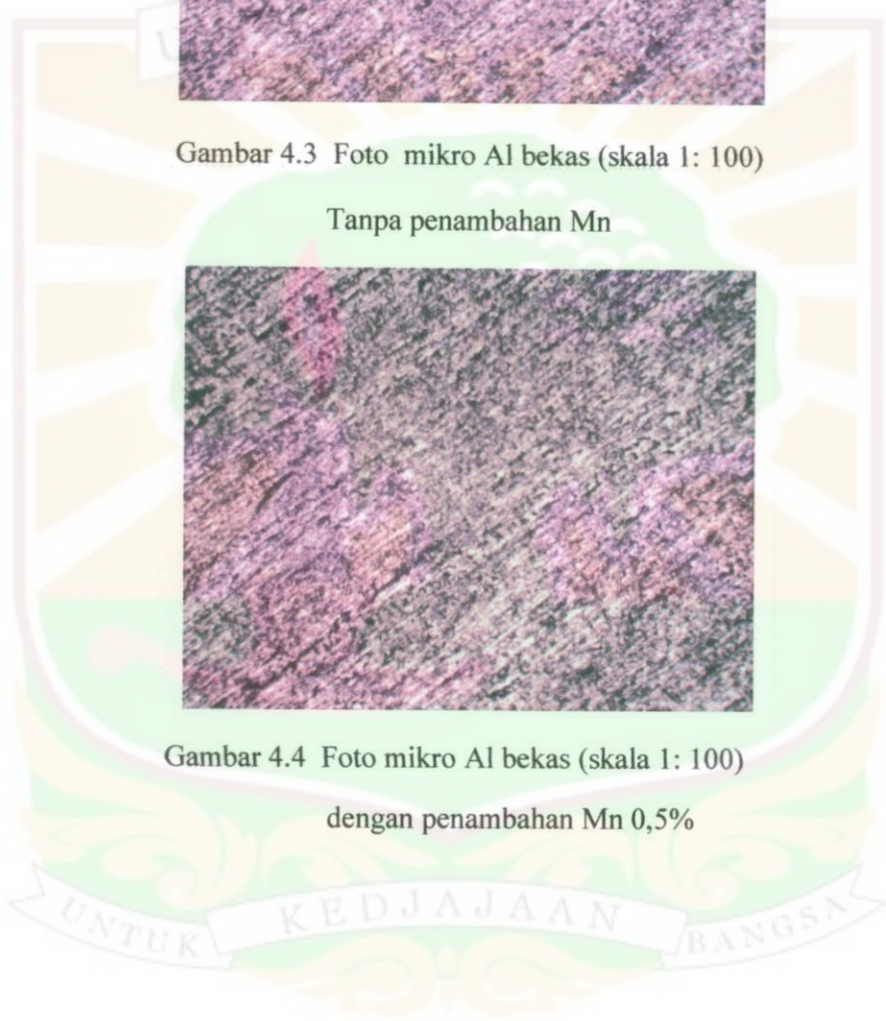 Gambar 4.3 Foto mikro Al bekas (skala 1: 100)
Tanpa penambahan Mn
Gambar 4.4 Foto mikro Al bekas (skala 1: 100)
dengan penambahan Mn 0,5%
UNTUK KEDJAJAAN BANGSA